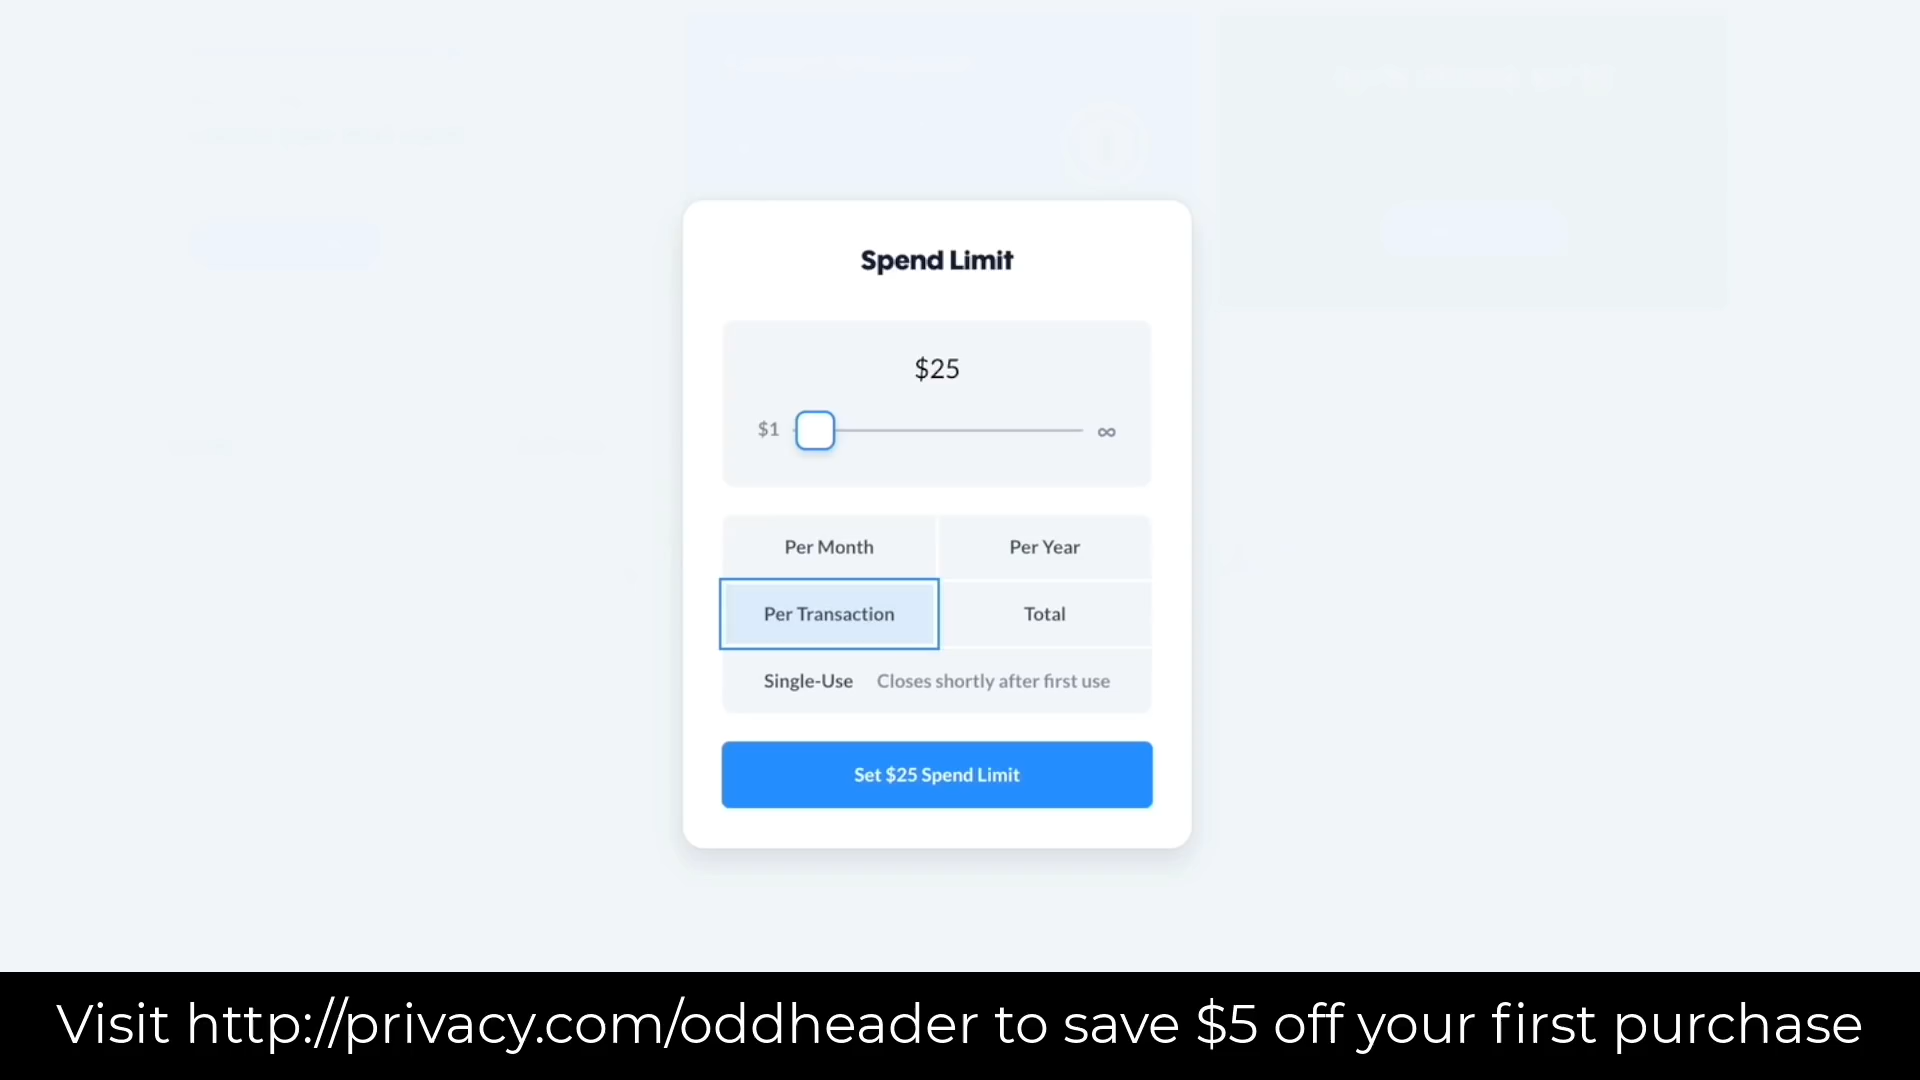 Spend Limit
$25
$1 ∞
Per Month Per Year
Per Transaction Total
Single-Use Closes shortly after first use
Set $25 Spend Limit
Visit http://privacy.com/oddheader to save $5 off your first purchase